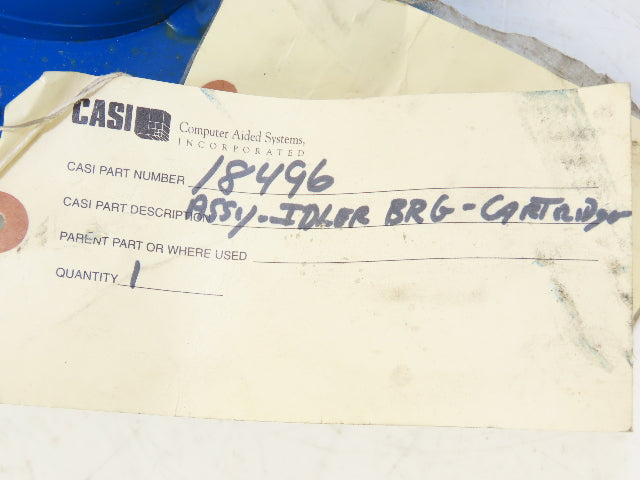 CASI
Computer Aided Systems,
INCORPORATED
CASI PART NUMBER 18496
CASI PART DESCRIPTION ASSY-IDLER BRG-CARTRIDGE
PARENT PART OR WHERE USED
QUANTITY 1